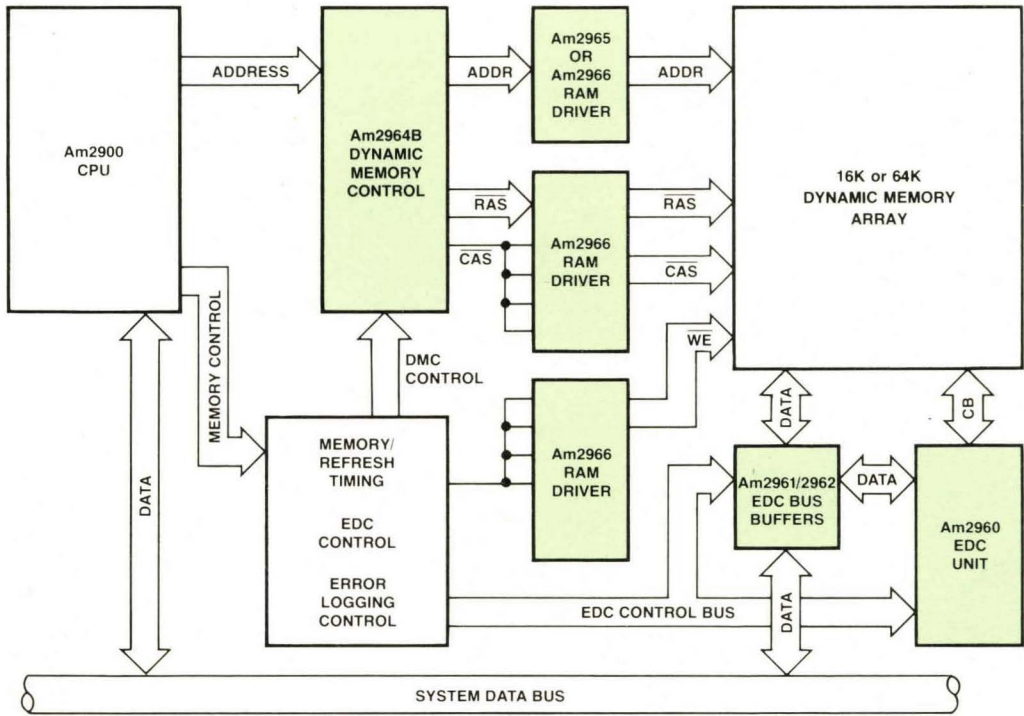 Am2900
CPU
ADDRESS
Am2964B
DYNAMIC
MEMORY
CONTROL
ADDR
Am2965
OR
Am2966
RAM
DRIVER
ADDR
16K or 64K
DYNAMIC MEMORY
ARRAY
RAS
CAS
Am2966
RAM
DRIVER
RAS
CAS
WE
MEMORY CONTROL
DMC
CONTROL
DATA
MEMORY/
REFRESH
TIMING
EDC
CONTROL
ERROR
LOGGING
CONTROL
Am2966
RAM
DRIVER
DATA
CB
Am2961/2962
EDC BUS
BUFFERS
DATA
Am2960
EDC
UNIT
EDC CONTROL BUS
DATA
SYSTEM DATA BUS